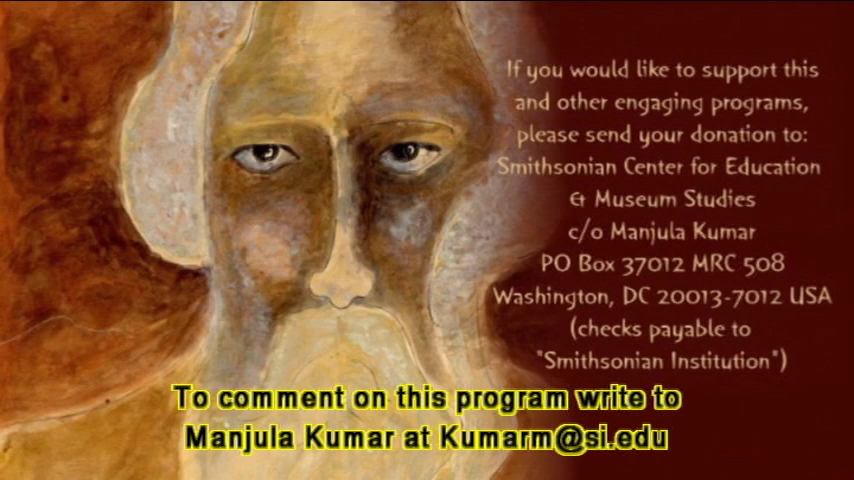 If you would like to support this
and other engaging programs,
please send your donation to:
Smithsonian Center for Education
& Museum Studies
c/o Manjula Kumar
PO Box 37012 MRC 508
Washington, DC 20013-7012 USA
(checks payable to
"Smithsonian Institution")
To comment on this program write to
Manjula Kumar at Kumarm@si.edu